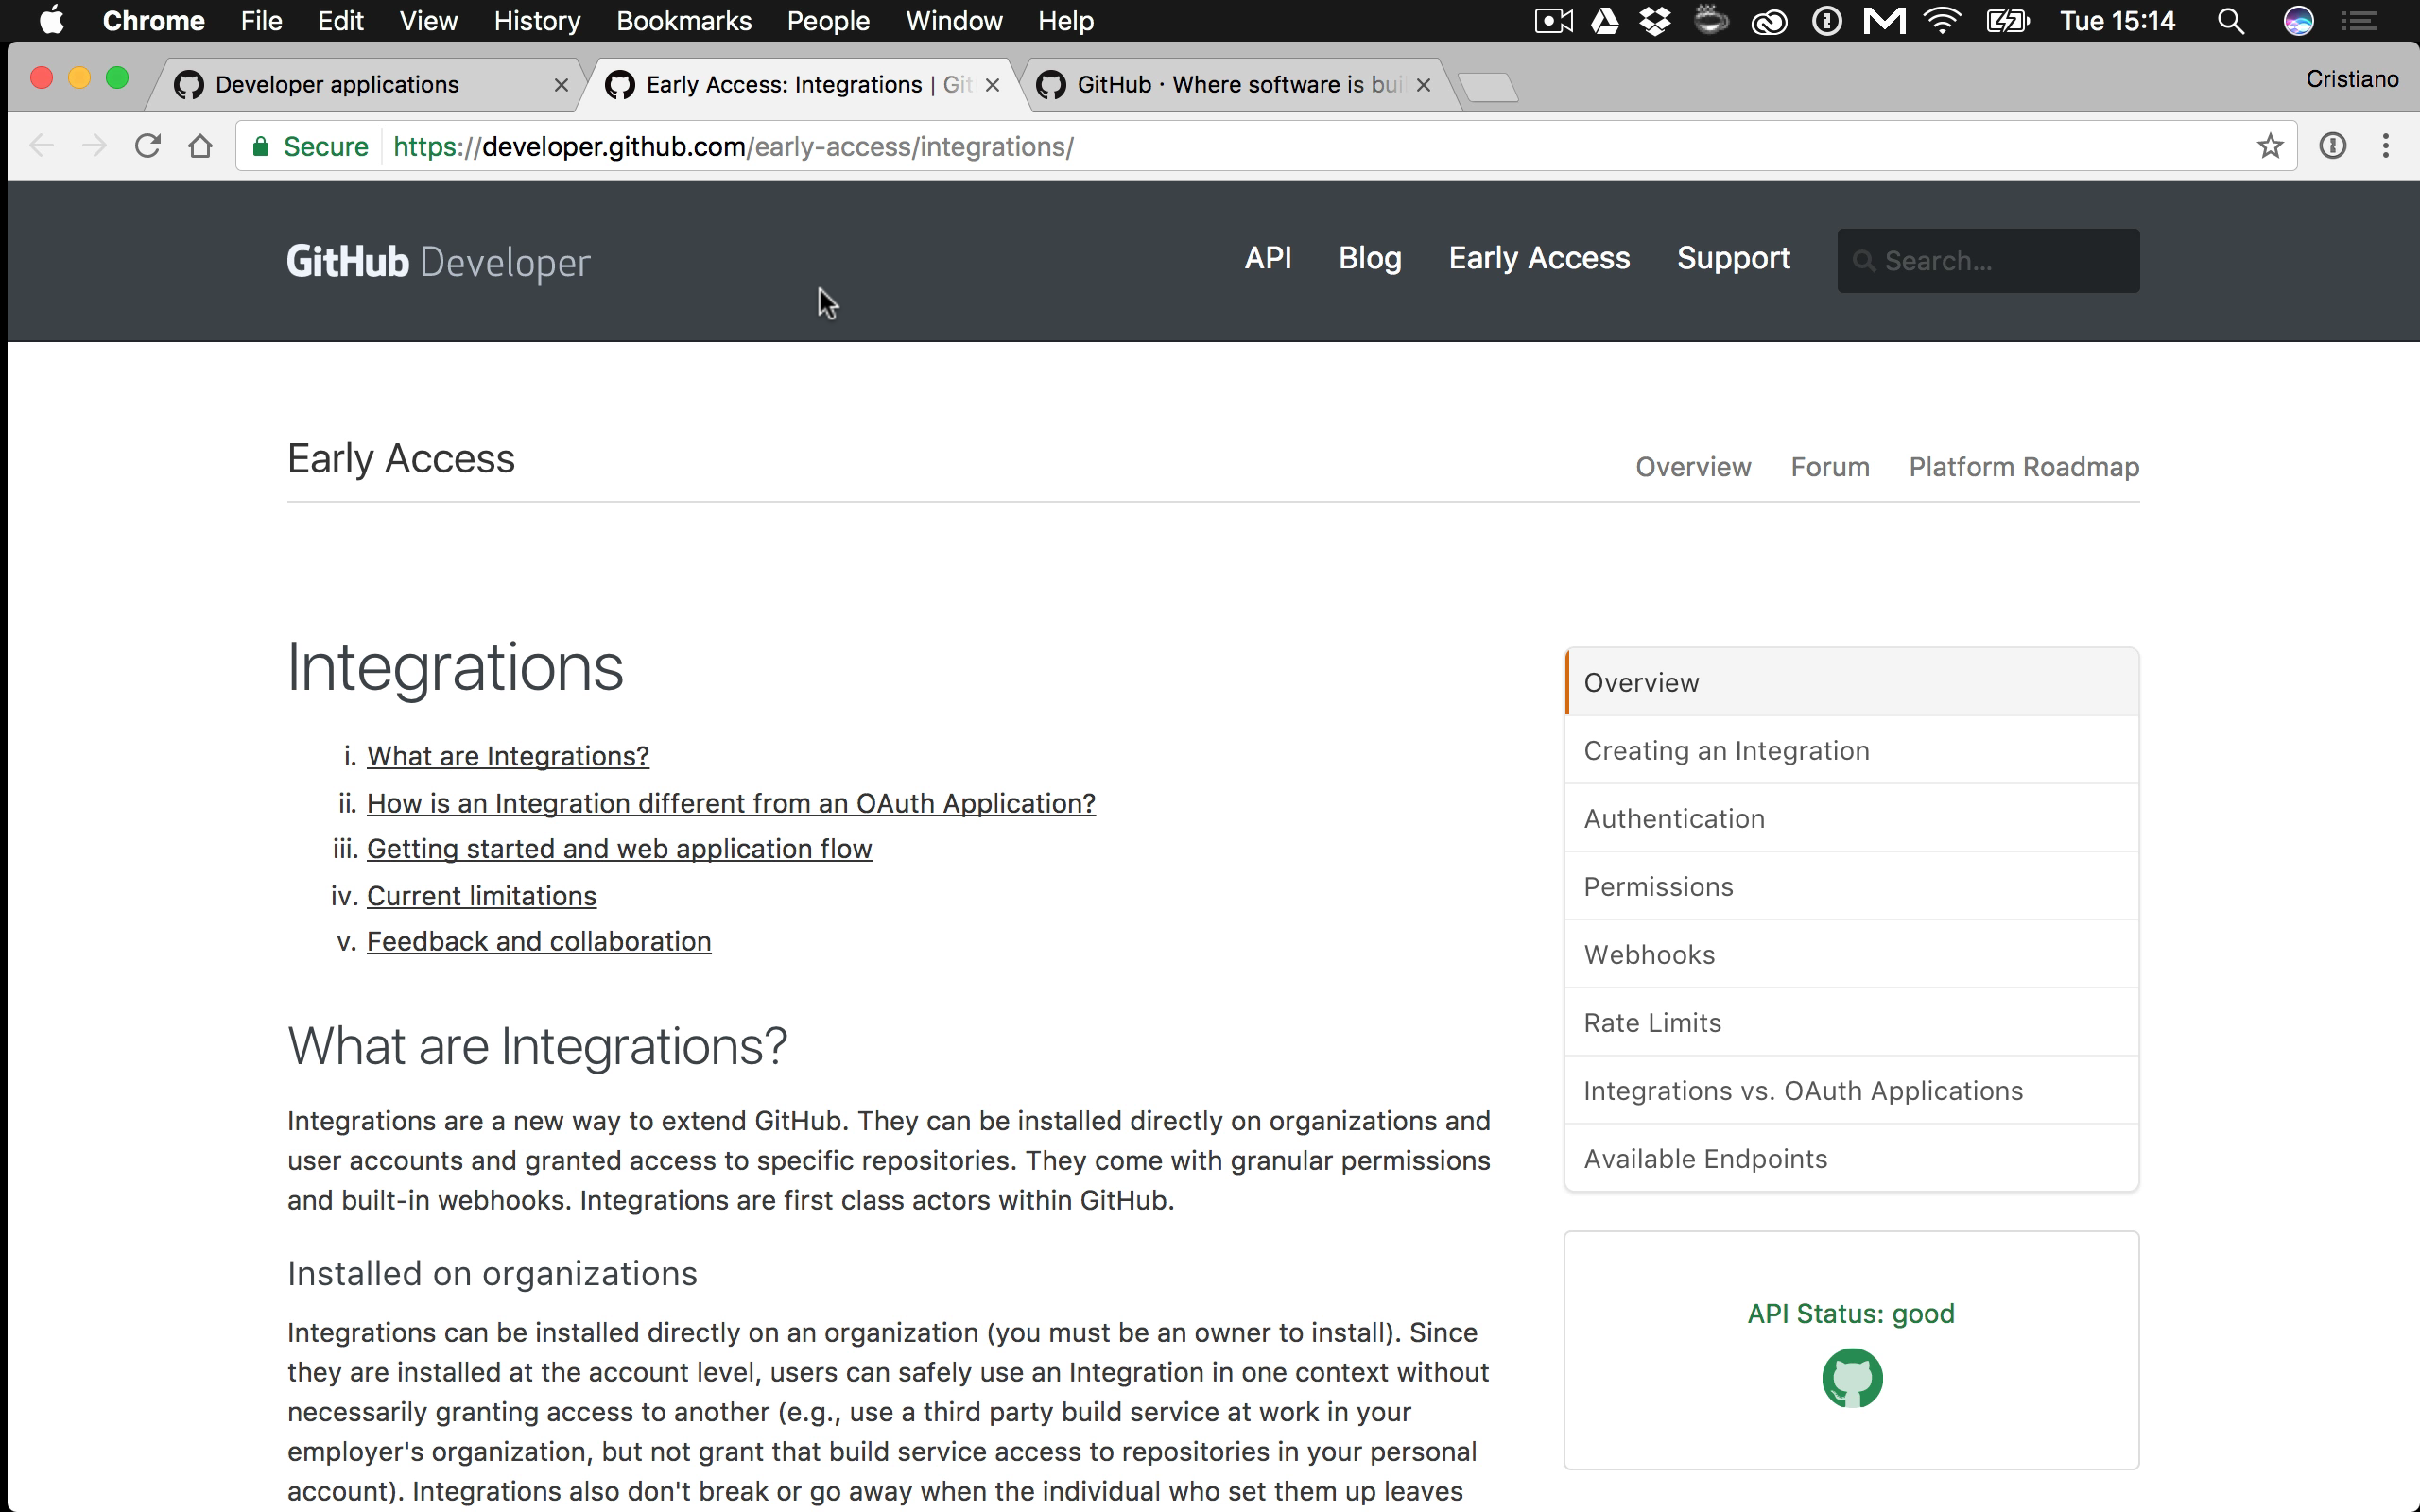 Chrome File Edit View History Bookmarks People Window Help Tue 15:14
Developer applications Early Access: Integrations | Git GitHub · Where software is bui Cristiano
Secure https://developer.github.com/early-access/integrations/
GitHub Developer API Blog Early Access Support Search...
Early Access Overview Forum Platform Roadmap
Integrations
i. What are Integrations?
ii. How is an Integration different from an OAuth Application?
iii. Getting started and web application flow
iv. Current limitations
v. Feedback and collaboration
What are Integrations?
Integrations are a new way to extend GitHub. They can be installed directly on organizations and
user accounts and granted access to specific repositories. They come with granular permissions
and built-in webhooks. Integrations are first class actors within GitHub.
Installed on organizations
Integrations can be installed directly on an organization (you must be an owner to install). Since
they are installed at the account level, users can safely use an Integration in one context without
necessarily granting access to another (e.g., use a third party build service at work in your
employer's organization, but not grant that build service access to repositories in your personal
account). Integrations also don't break or go away when the individual who set them up leaves
Overview
Creating an Integration
Authentication
Permissions
Webhooks
Rate Limits
Integrations vs. OAuth Applications
Available Endpoints
API Status: good